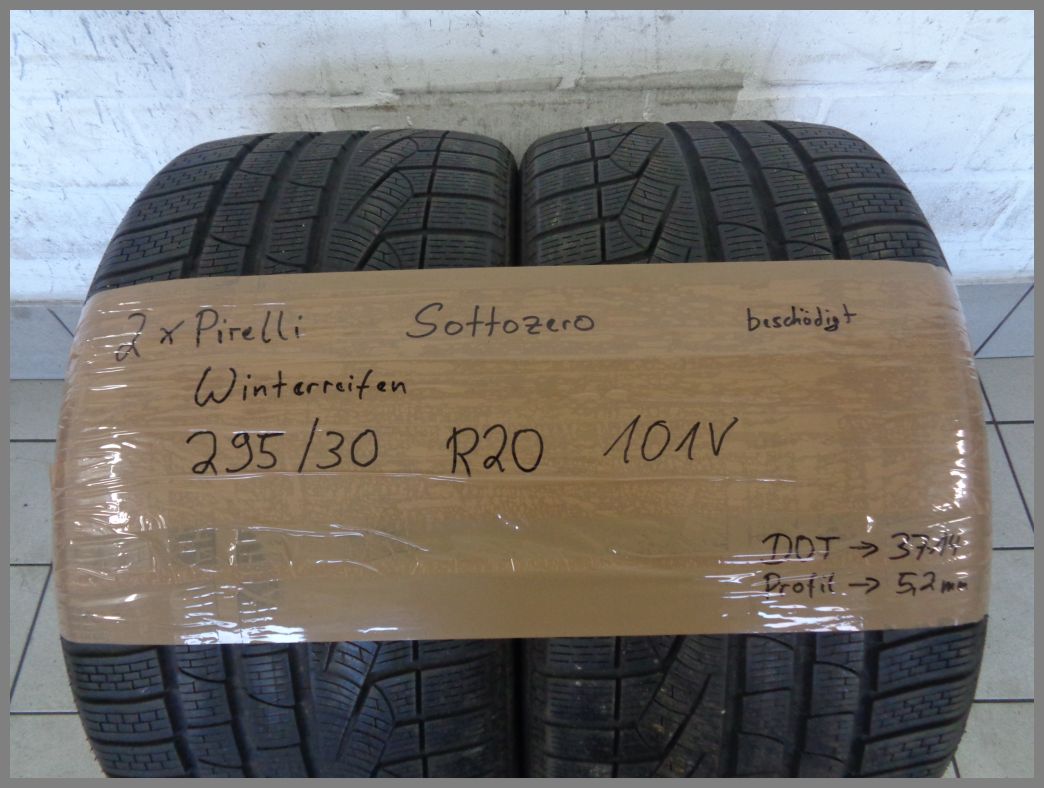 2 x Pirelli Sottozero beschädigt
Winterreifen
295/30 R20 101V
DOT → 37.14
Profil → 5,2 mm